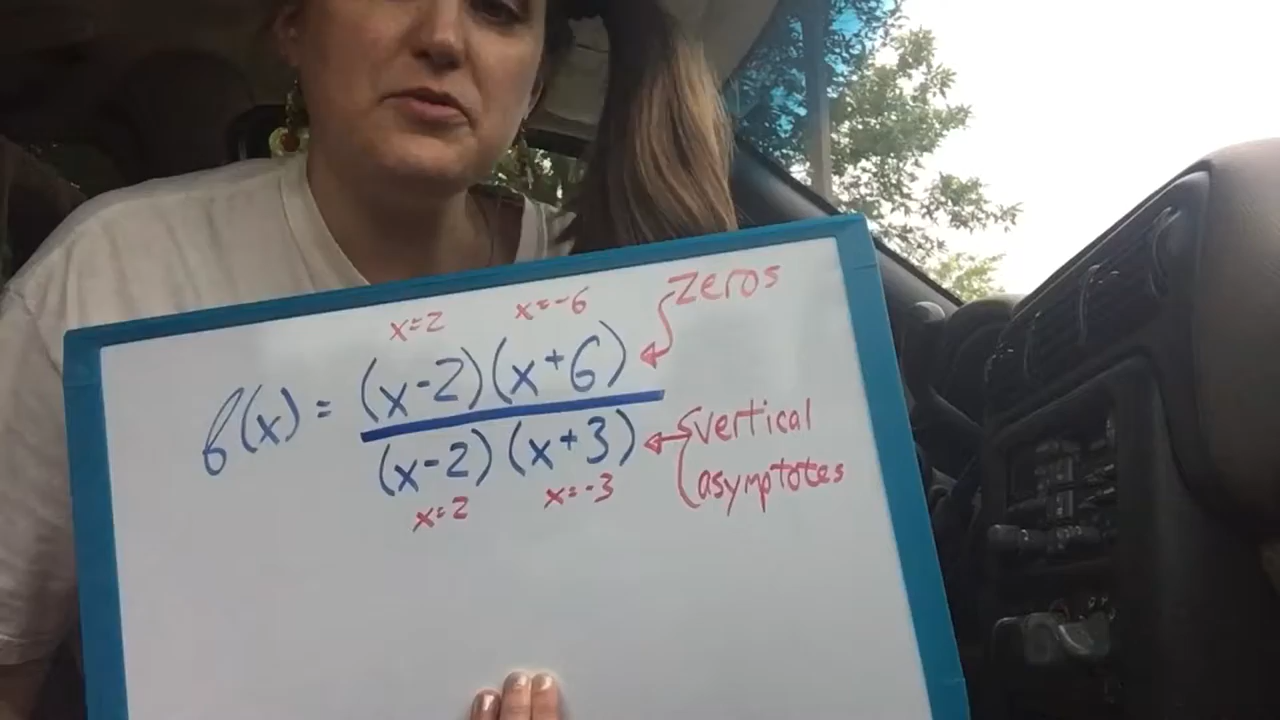 x=2 x=-6 zeros
f(x) = (x-2)(x+6)
(x-2)(x+3)
x=2 x=-3
vertical
asymptotes